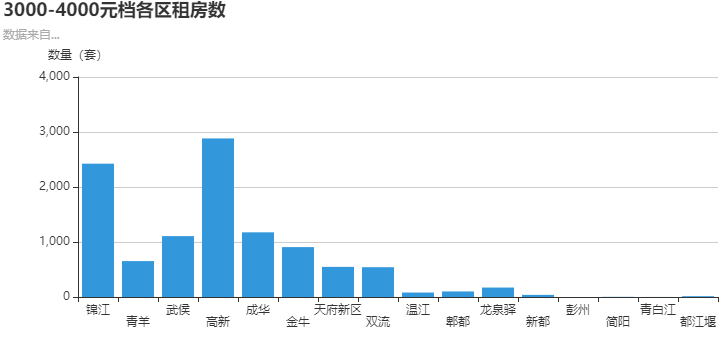 3000-4000元档各区租房数
数据来自...
数量（套）
4,000
3,000
2,000
1,000
0
锦江 武侯 成华 天府新区 温江 龙泉驿 彭州 青白江
青羊 高新 金牛 双流 郫都 新都 简阳 都江堰